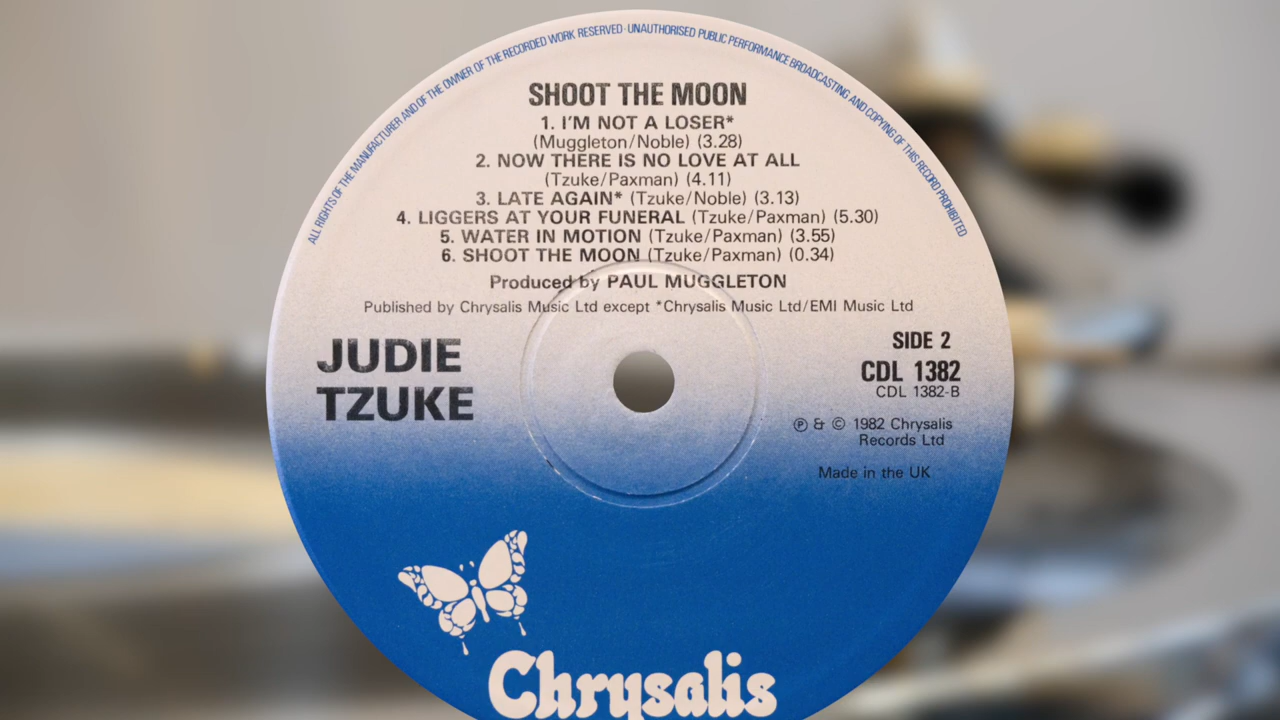 ALL RIGHTS OF THE MANUFACTURER AND OF THE OWNER OF THE RECORDED WORK RESERVED · UNAUTHORISED PUBLIC PERFORMANCE BROADCASTING AND COPYING OF THIS RECORD PROHIBITED
SHOOT THE MOON
1. I'M NOT A LOSER*
(Muggleton/Noble) (3.28)
2. NOW THERE IS NO LOVE AT ALL
(Tzuke/Paxman) (4.11)
3. LATE AGAIN* (Tzuke/Noble) (3.13)
4. LIGGERS AT YOUR FUNERAL (Tzuke/Paxman) (5.30)
5. WATER IN MOTION (Tzuke/Paxman) (3.55)
6. SHOOT THE MOON (Tzuke/Paxman) (0.34)
Produced by PAUL MUGGLETON
Published by Chrysalis Music Ltd except *Chrysalis Music Ltd/EMI Music Ltd
JUDIE
TZUKE
SIDE 2
CDL 1382
CDL 1382-B
℗ & © 1982 Chrysalis
Records Ltd
Made in the UK
Chrysalis